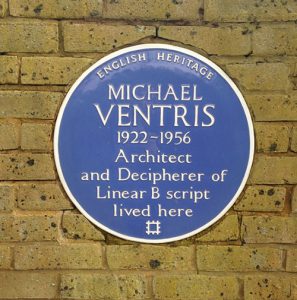 ENGLISH HERITAGE
MICHAEL
VENTRIS
1922-1956
Architect
and Decipherer of
Linear B script
lived here